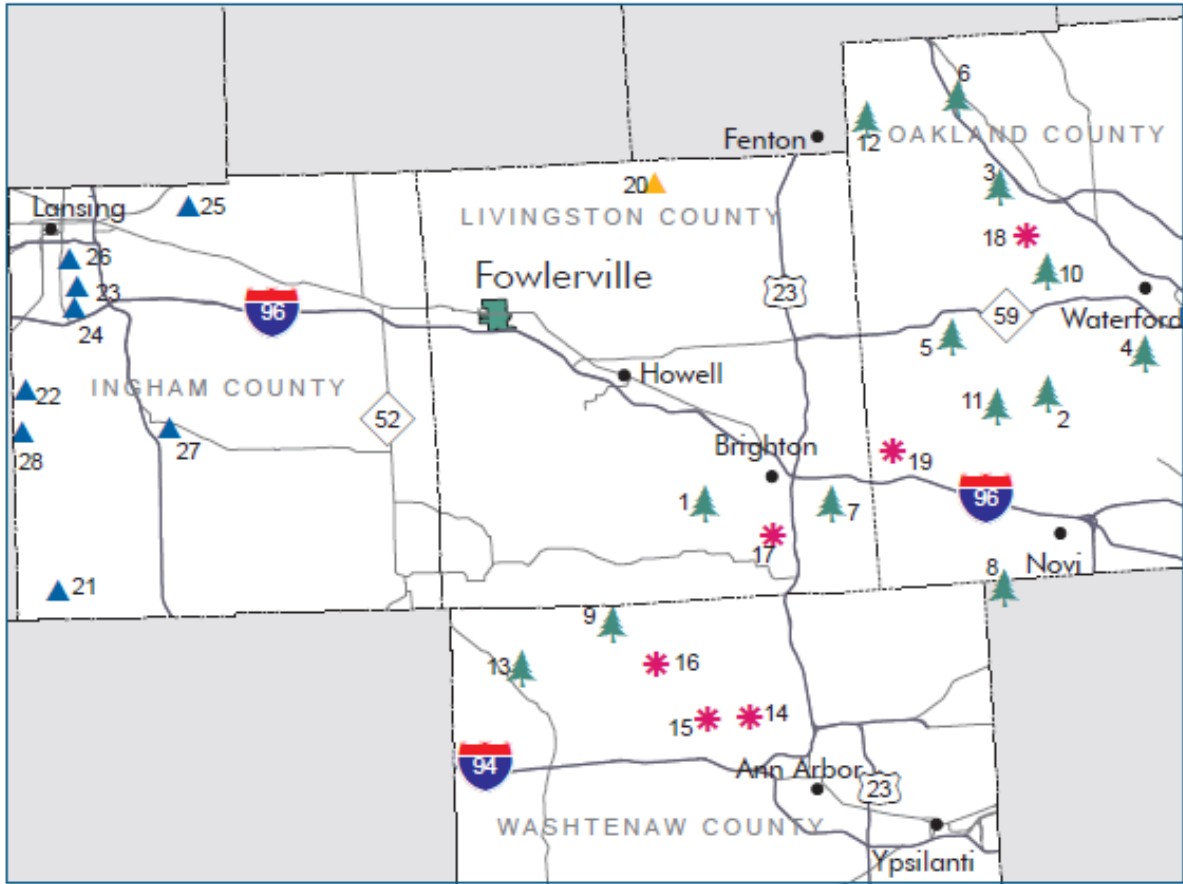 6
Fenton
12
OAKLAND COUNTY
3
20
25
Lansing
LIVINGSTON COUNTY
18
26
Fowlerville
10
23
23
96
59
24
Waterford
5
4
Howell
22
INGHAM COUNTY
11
2
52
27
Brighton
28
19
96
1
7
17
Novi
8
21
9
13
16
15
14
94
Ann Arbor
23
WASHTENAW COUNTY
Ypsilanti